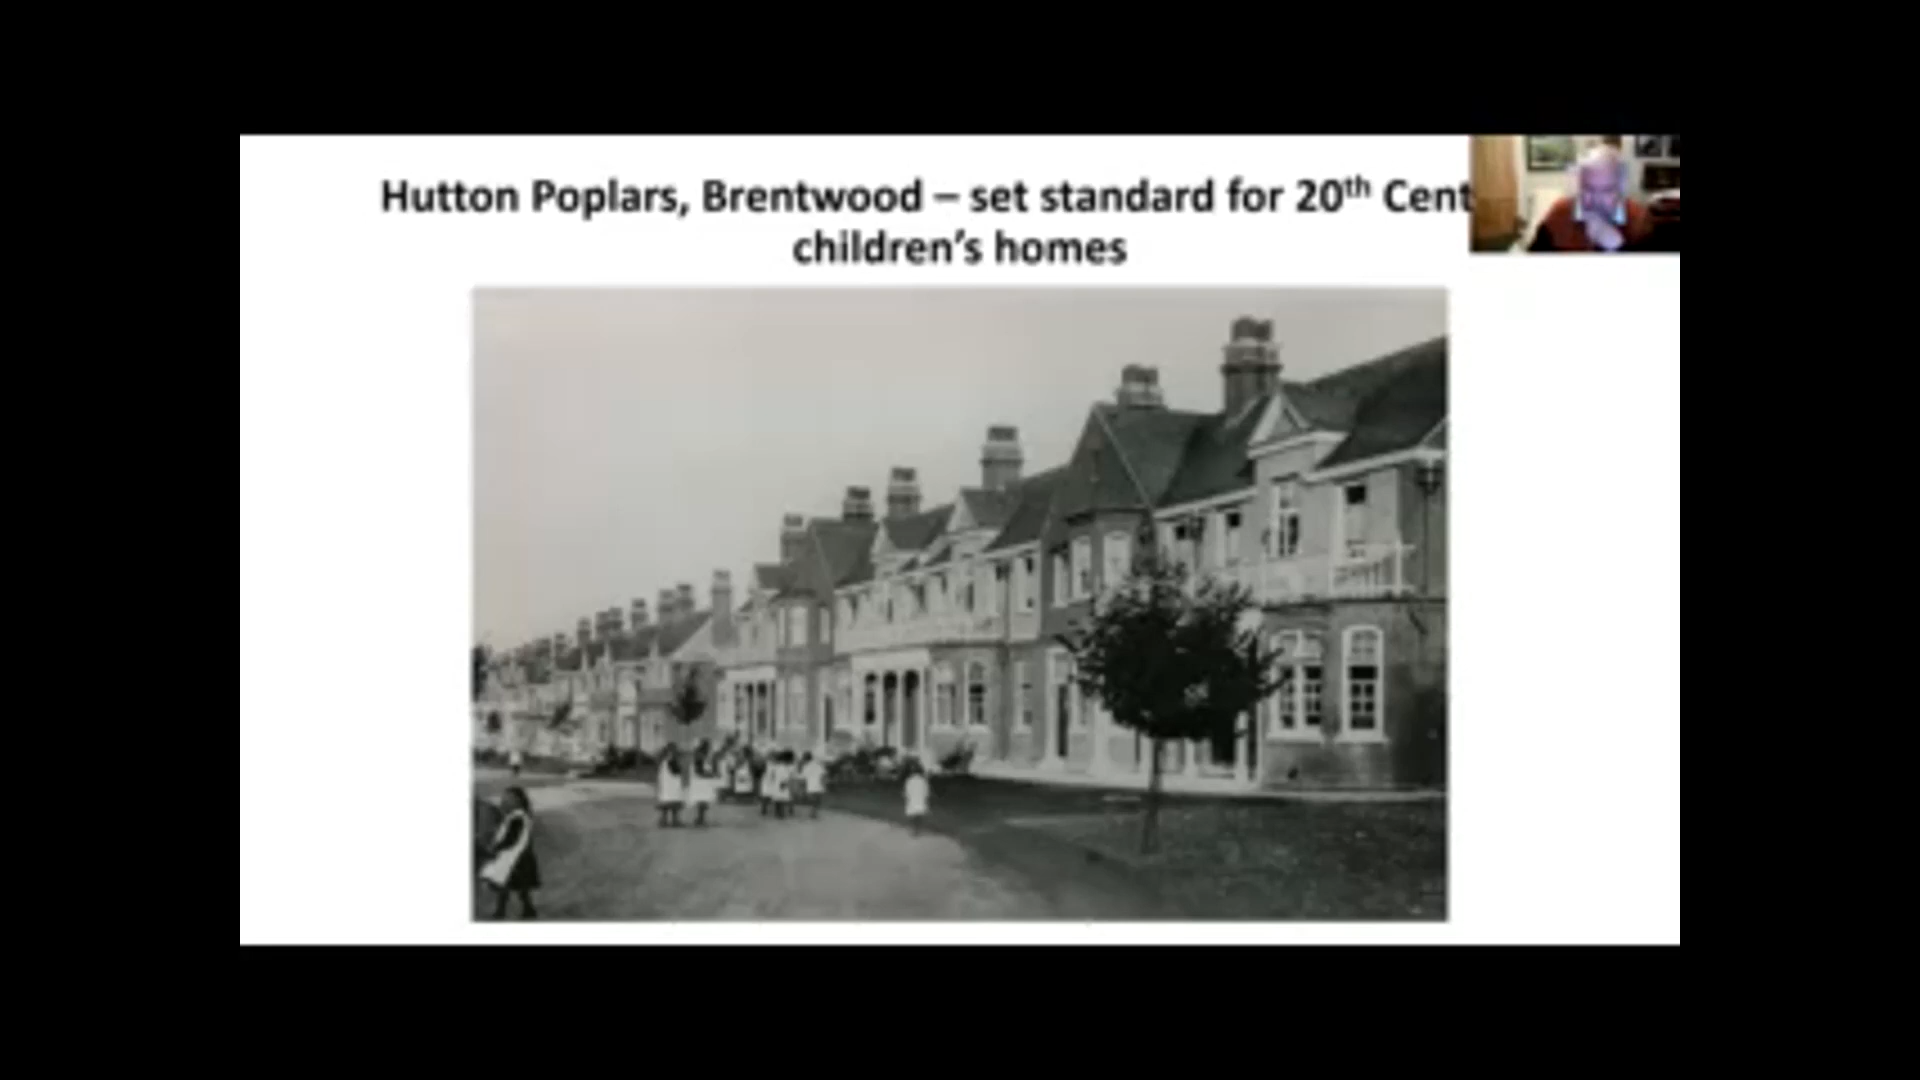 Hutton Poplars, Brentwood – set standard for 20th Cent
children's homes